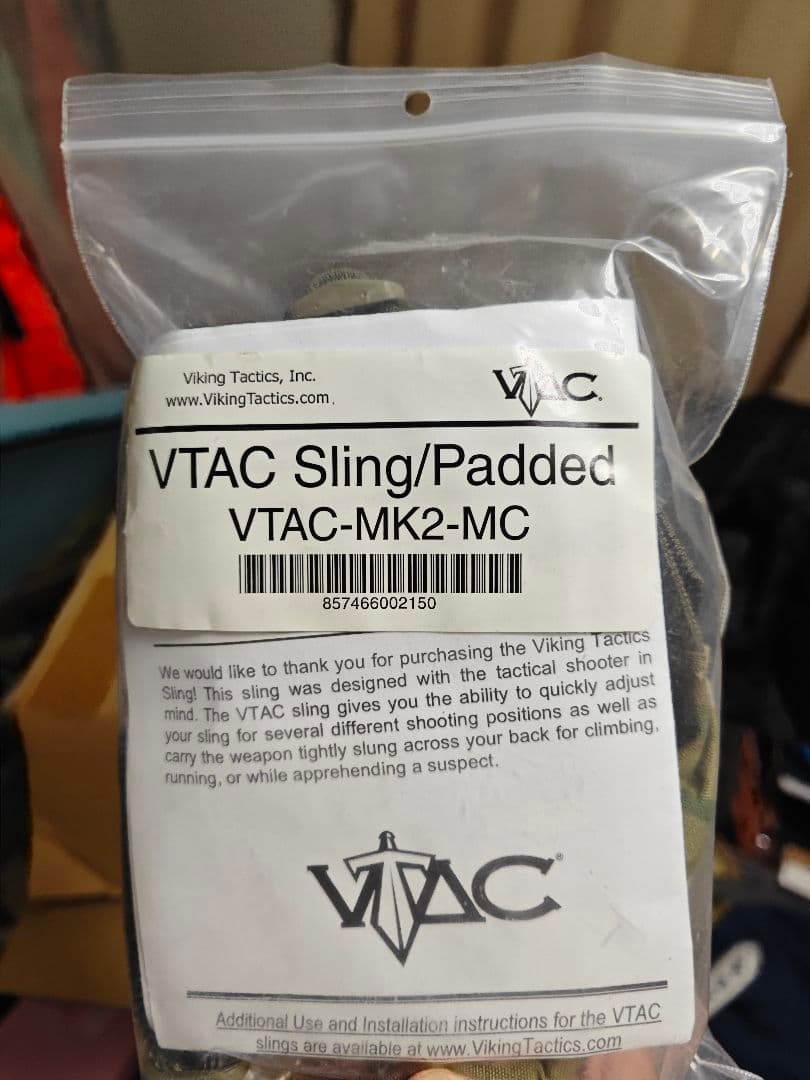 Viking Tactics, Inc.
www.VikingTactics.com
VTAC.
VTAC Sling/Padded
VTAC-MK2-MC
857466002150
We would like to thank you for purchasing the Viking Tactics
Sling! This sling was designed with the tactical shooter in
mind. The VTAC sling gives you the ability to quickly adjust
your sling for several different shooting positions as well as
carry the weapon tightly slung across your back for climbing,
running, or while apprehending a suspect.
VTAC®
Additional Use and Installation instructions for the VTAC
slings are available at www.VikingTactics.com